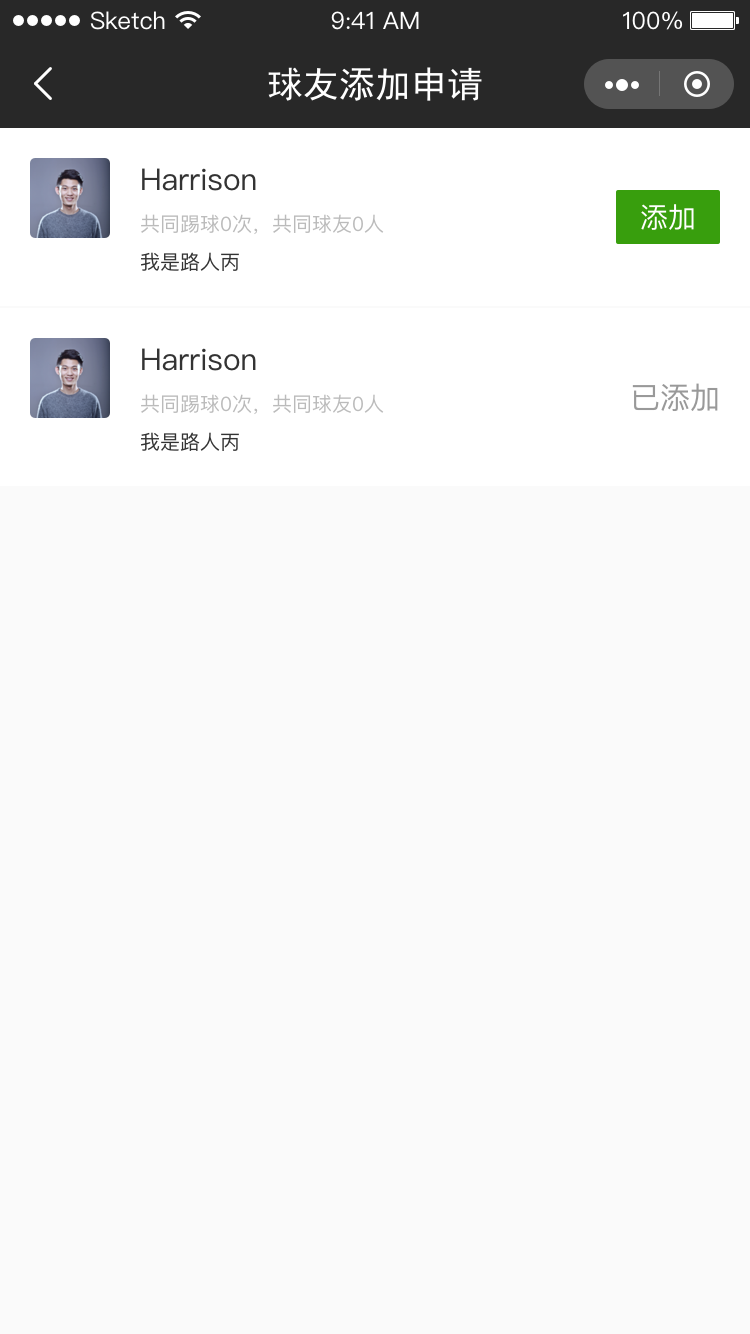 Sketch 9:41 AM 100%
球友添加申请
Harrison
共同踢球0次，共同球友0人
添加
我是路人丙
Harrison
共同踢球0次，共同球友0人
已添加
我是路人丙